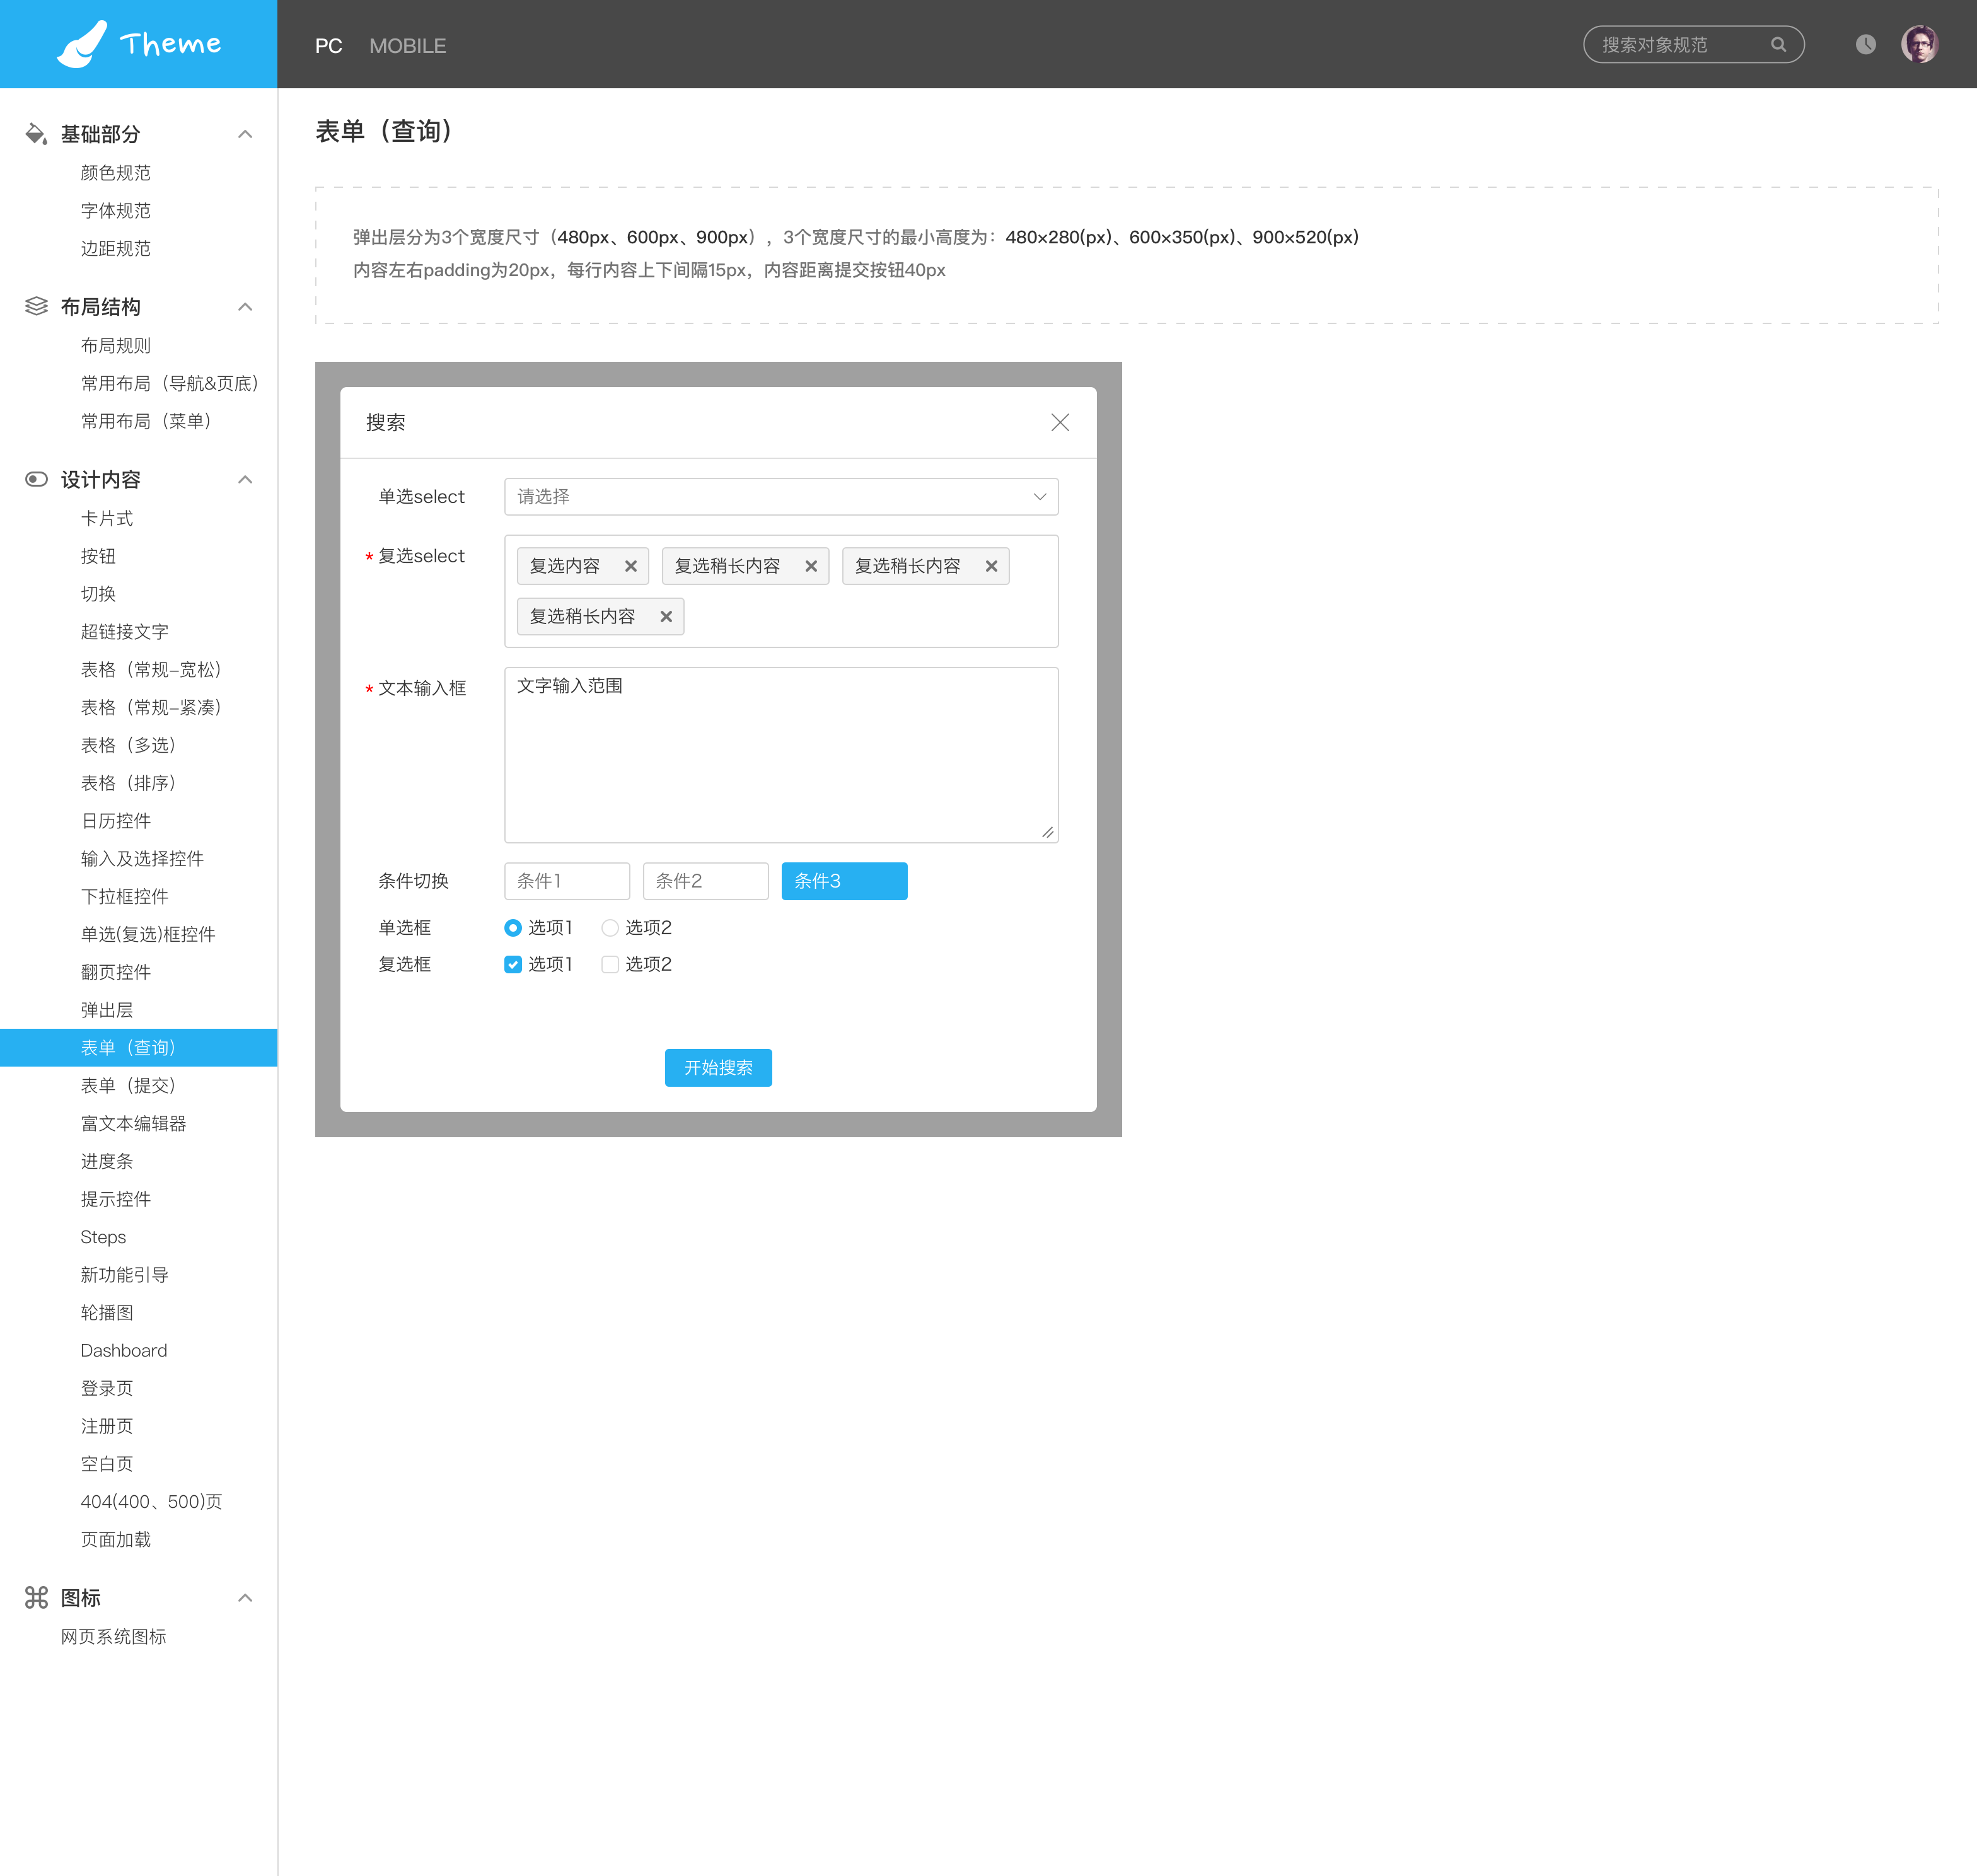 Theme
PC MOBILE
搜索对象规范
基础部分
颜色规范
字体规范
边距规范
布局结构
布局规则
常用布局（导航&页底）
常用布局（菜单）
设计内容
卡片式
按钮
切换
超链接文字
表格（常规–宽松）
表格（常规–紧凑）
表格（多选）
表格（排序）
日历控件
输入及选择控件
下拉框控件
单选(复选)框控件
翻页控件
弹出层
表单（查询）
表单（提交）
富文本编辑器
进度条
提示控件
Steps
新功能引导
轮播图
Dashboard
登录页
注册页
空白页
404(400、500)页
页面加载
图标
网页系统图标
表单（查询）
弹出层分为3个宽度尺寸（480px、600px、900px），3个宽度尺寸的最小高度为：480×280(px)、600×350(px)、900×520(px)
内容左右padding为20px，每行内容上下间隔15px，内容距离提交按钮40px
搜索
单选select 请选择
* 复选select 复选内容 复选稍长内容 复选稍长内容
复选稍长内容
* 文本输入框 文字输入范围
条件切换 条件1 条件2 条件3
单选框 选项1 选项2
复选框 选项1 选项2
开始搜索